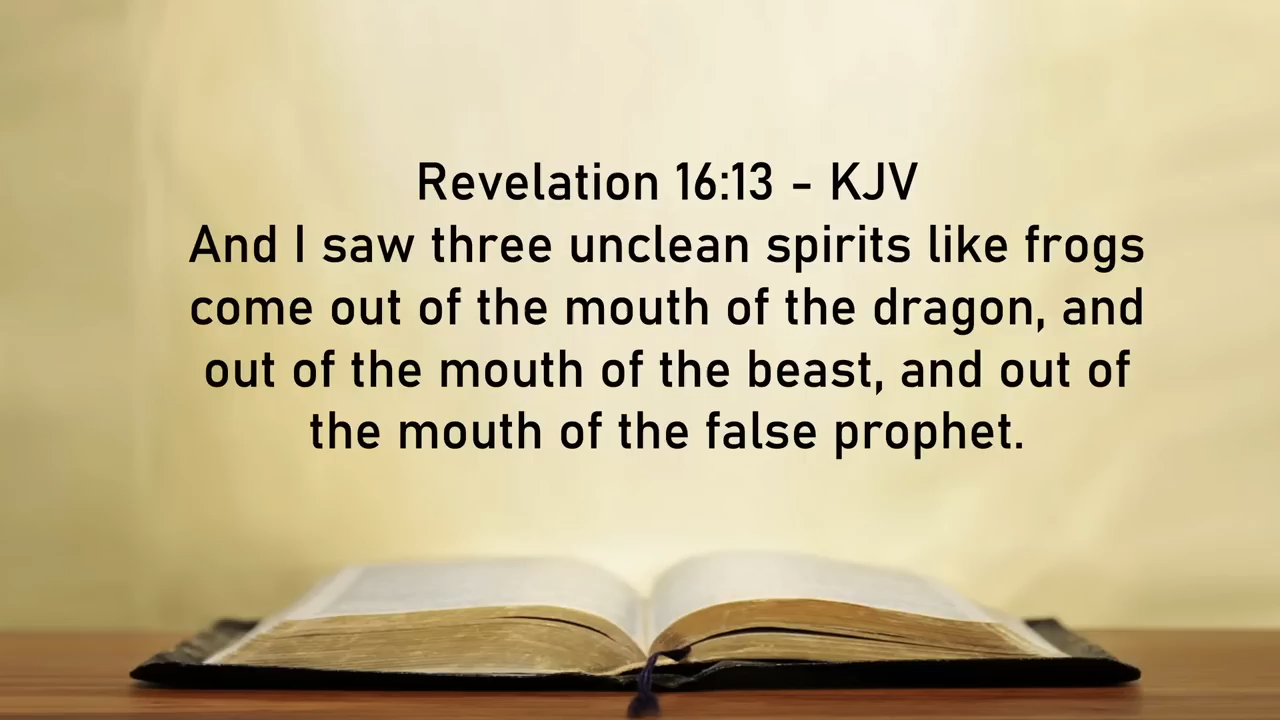 Revelation 16:13 - KJV
And I saw three unclean spirits like frogs
come out of the mouth of the dragon, and
out of the mouth of the beast, and out of
the mouth of the false prophet.